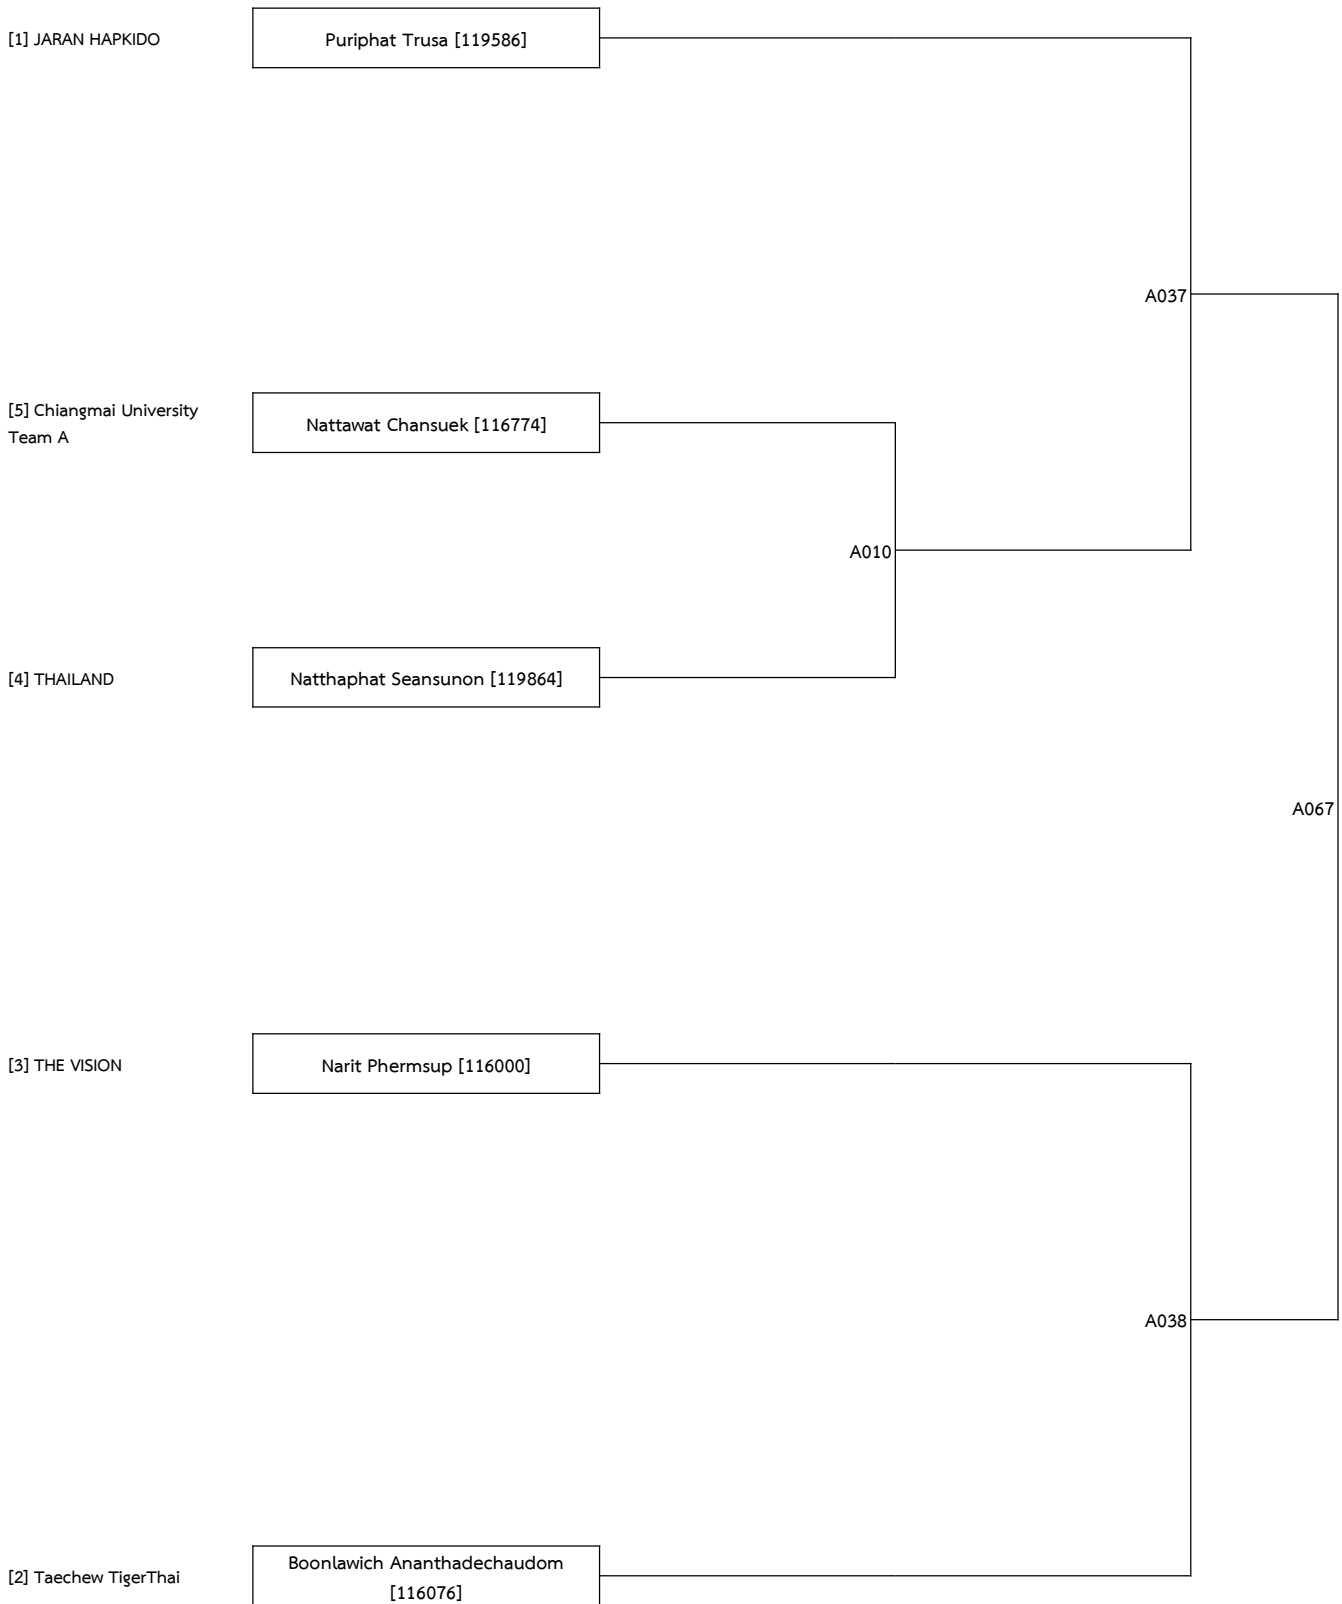 [1] JARAN HAPKIDO
Puriphat Trusa [119586]
A037
[5] Chiangmai University
Team A
Nattawat Chansuek [116774]
A010
[4] THAILAND
Natthaphat Seansunon [119864]
A067
[3] THE VISION
Narit Phermsup [116000]
A038
[2] Taechew TigerThai
Boonlawich Ananthadechaudom
[116076]